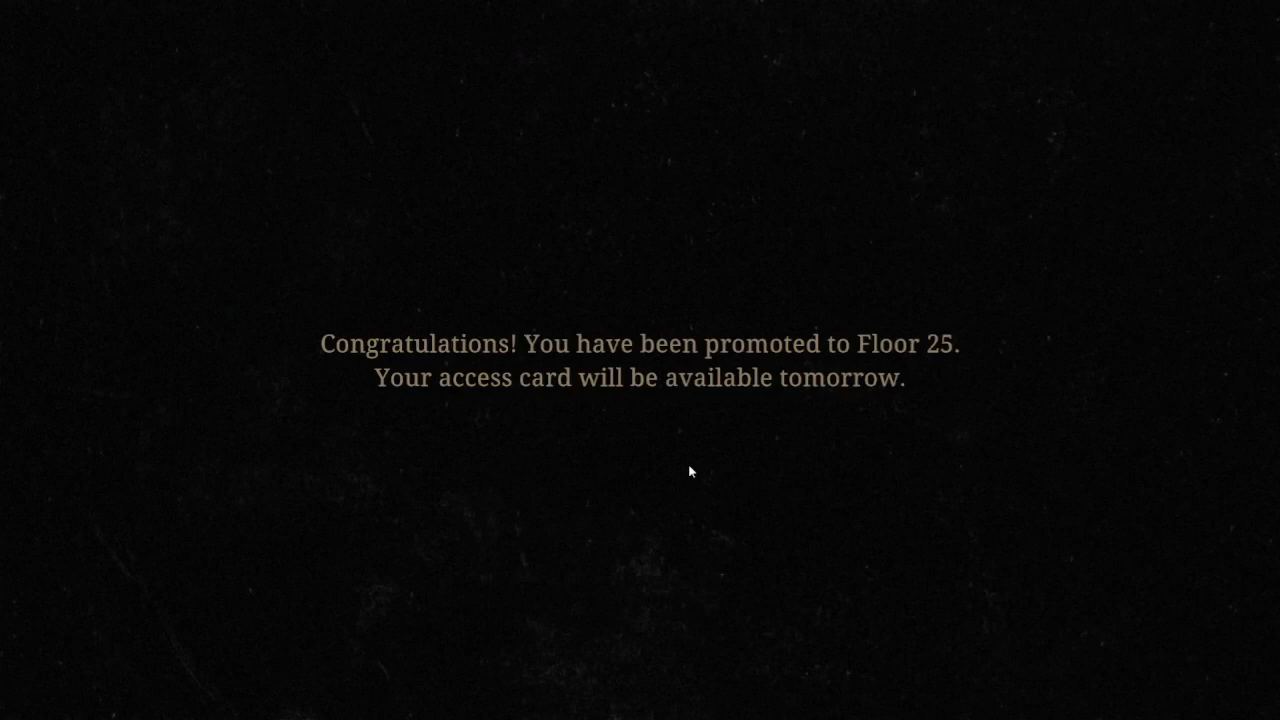 Congratulations! You have been promoted to Floor 25.
Your access card will be available tomorrow.